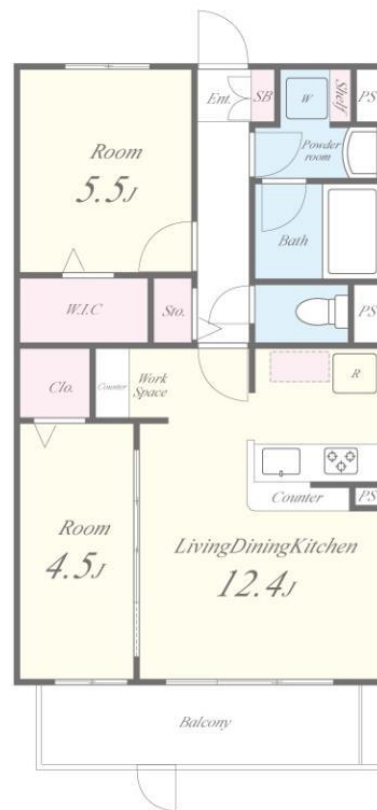 Ent.
SB
W
Shelf
PS
Room
5.5J
Powder
room
Bath
W.I.C
Sto.
PS
Clo.
Counter
Work
Space
R
Counter
PS
Room
4.5J
LivingDiningKitchen
12.4J
Balcony